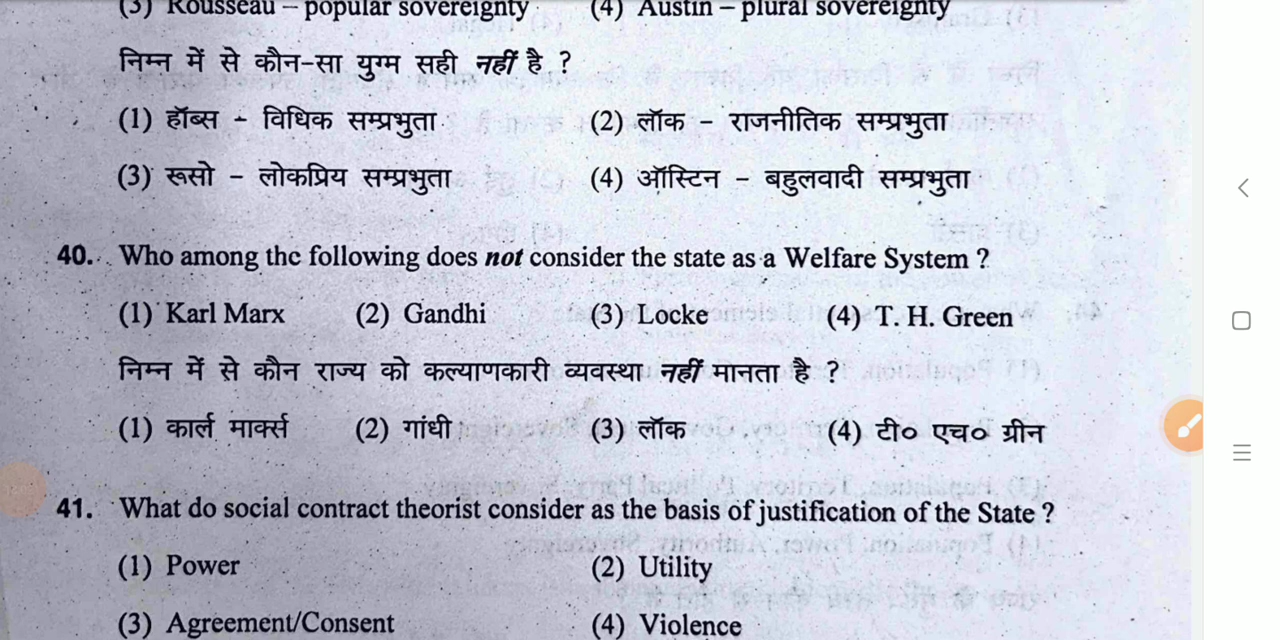 (3) Rousseau – popular sovereignty (4) Austin – plural sovereignty
निम्न में से कौन-सा युग्म सही नहीं है ?
(1) हॉब्स - विधिक सम्प्रभुता (2) लॉक - राजनीतिक सम्प्रभुता
(3) रूसो - लोकप्रिय सम्प्रभुता (4) ऑस्टिन - बहुलवादी सम्प्रभुता
40. Who among the following does not consider the state as a Welfare System ?
(1) Karl Marx (2) Gandhi (3) Locke (4) T. H. Green
निम्न में से कौन राज्य को कल्याणकारी व्यवस्था नहीं मानता है ?
(1) कार्ल मार्क्स (2) गांधी (3) लॉक (4) टी० एच० ग्रीन
41. What do social contract theorist consider as the basis of justification of the State ?
(1) Power (2) Utility
(3) Agreement/Consent (4) Violence